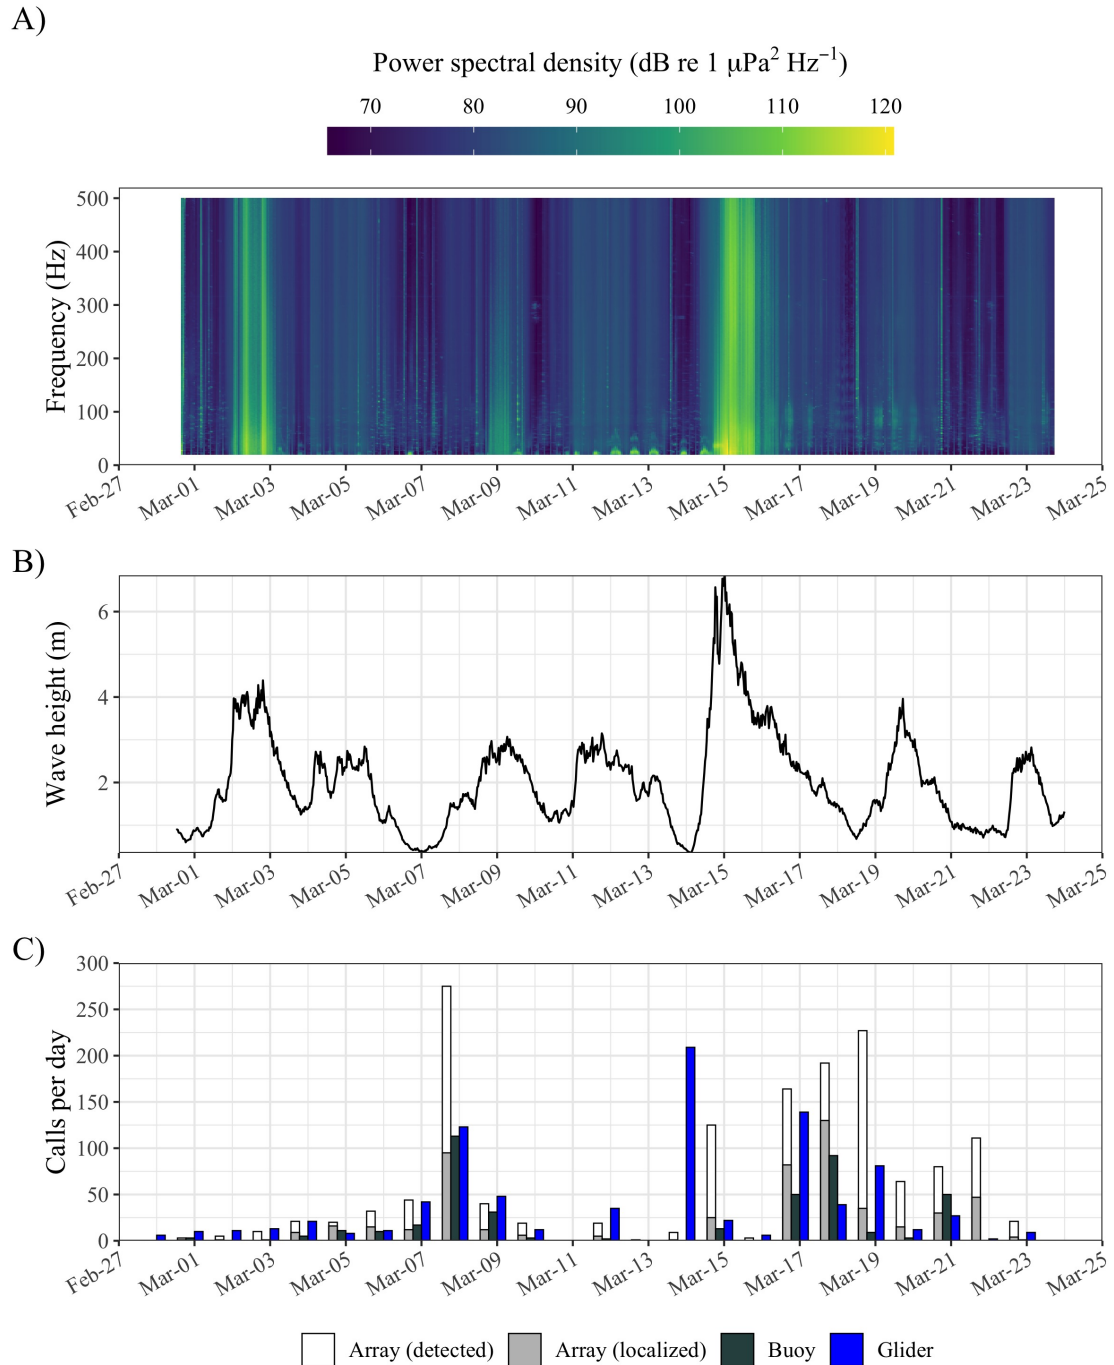 A)
Power spectral density (dB re 1 μPa² Hz⁻¹)
70 80 90 100 110 120
Frequency (Hz)
500
400
300
200
100
0
Feb-27 Mar-01 Mar-03 Mar-05 Mar-07 Mar-09 Mar-11 Mar-13 Mar-15 Mar-17 Mar-19 Mar-21 Mar-23 Mar-25
B)
Wave height (m)
6
4
2
Feb-27 Mar-01 Mar-03 Mar-05 Mar-07 Mar-09 Mar-11 Mar-13 Mar-15 Mar-17 Mar-19 Mar-21 Mar-23 Mar-25
C)
Calls per day
300
250
200
150
100
50
0
Feb-27 Mar-01 Mar-03 Mar-05 Mar-07 Mar-09 Mar-11 Mar-13 Mar-15 Mar-17 Mar-19 Mar-21 Mar-23 Mar-25
Array (detected) Array (localized) Buoy Glider